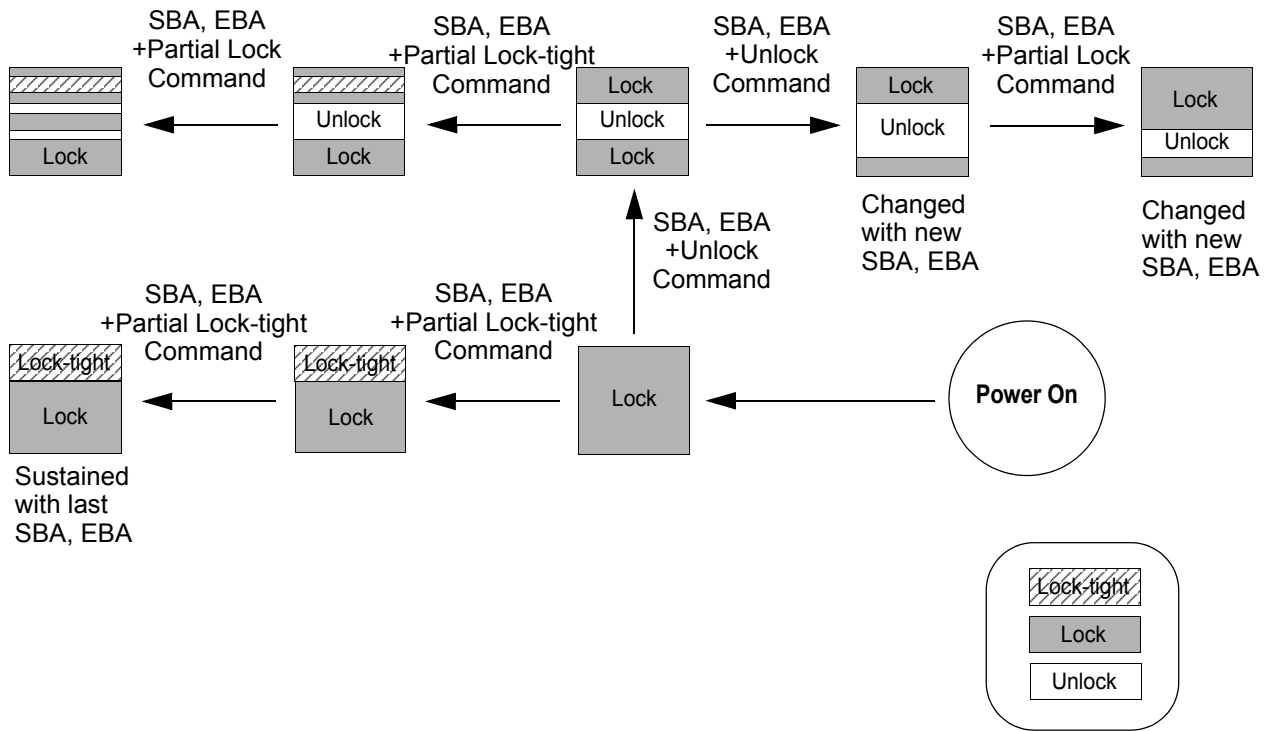 SBA, EBA
+Partial Lock
Command
SBA, EBA
+Partial Lock-tight
Command
SBA, EBA
+Unlock
Command
SBA, EBA
+Partial Lock
Command
Lock
Unlock
Lock
Lock
Unlock
Lock
Lock
Unlock
Lock
Unlock
Changed
with new
SBA, EBA
Changed
with new
SBA, EBA
SBA, EBA
+Unlock
Command
SBA, EBA
+Partial Lock-tight
Command
SBA, EBA
+Partial Lock-tight
Command
Lock-tight
Lock
Lock-tight
Lock
Lock
Power On
Sustained
with last
SBA, EBA
Lock-tight
Lock
Unlock